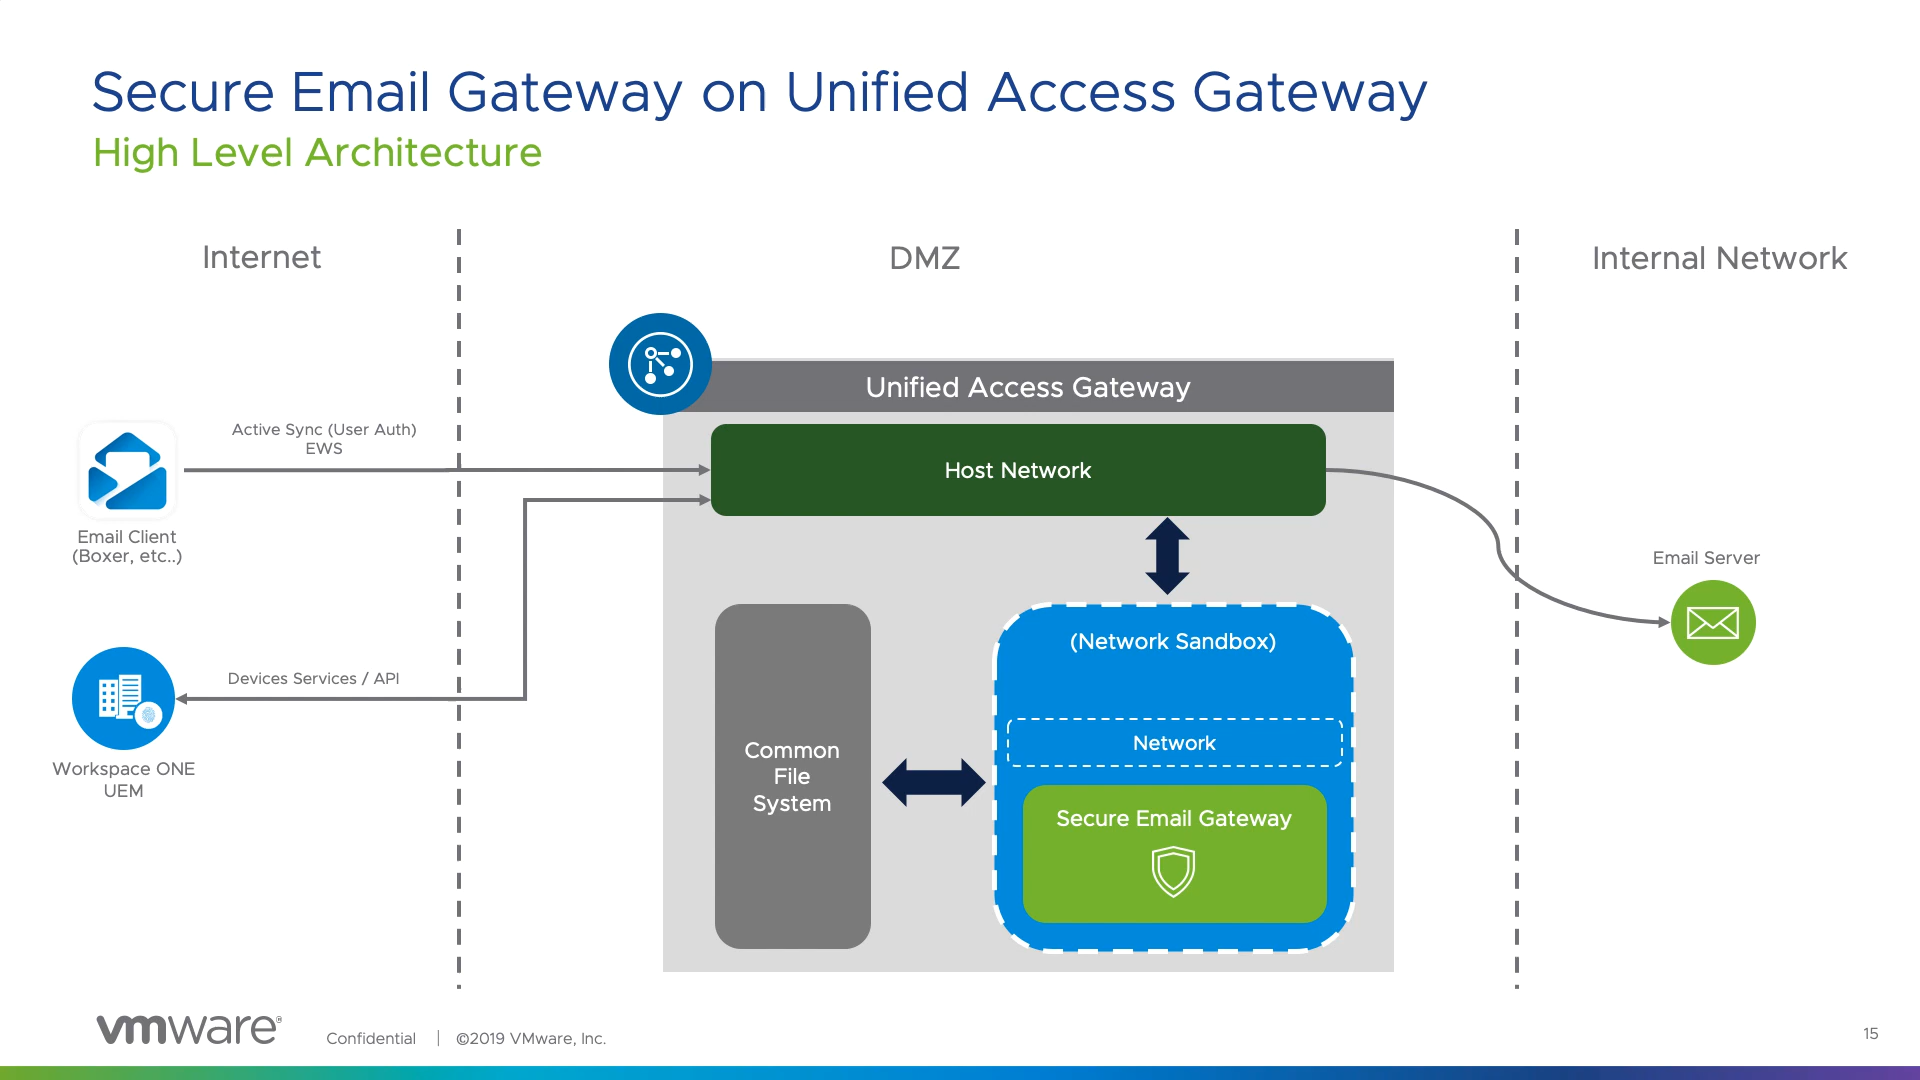 Secure Email Gateway on Unified Access Gateway
High Level Architecture
Internet
DMZ
Internal Network
Unified Access Gateway
Active Sync (User Auth)
EWS
Host Network
Email Client
(Boxer, etc..)
Email Server
(Network Sandbox)
Devices Services / API
Network
Common
File
System
Workspace ONE
UEM
Secure Email Gateway
vmware®
Confidential | ©2019 VMware, Inc.
15